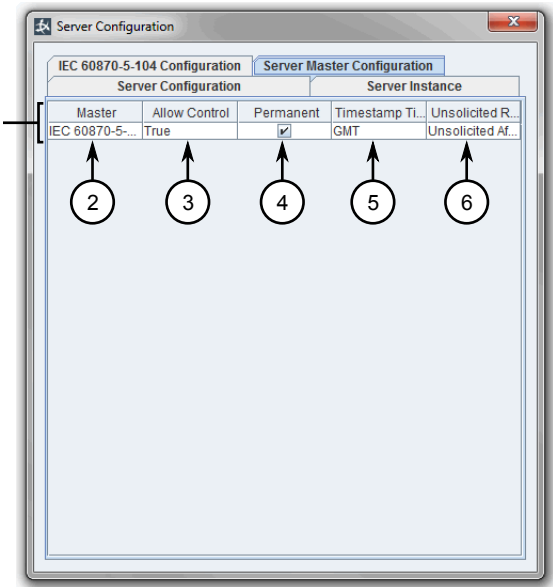 Server Configuration
IEC 60870-5-104 Configuration Server Master Configuration
Server Configuration Server Instance
Master Allow Control Permanent Timestamp Ti... Unsolicited R...
IEC 60870-5-... True GMT Unsolicited Af...
2 3 4 5 6